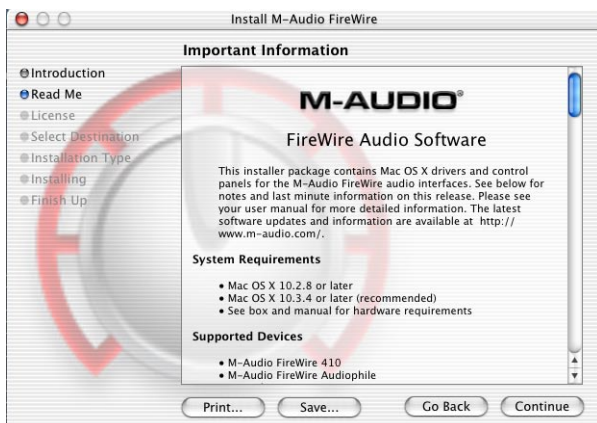 Install M-Audio FireWire
Important Information
Introduction
Read Me
License
Select Destination
Installation Type
Installing
Finish Up
M-AUDIO®
FireWire Audio Software
This installer package contains Mac OS X drivers and control
panels for the M-Audio FireWire audio interfaces. See below for
notes and last minute information on this release. Please see
your user manual for more detailed information. The latest
software updates and information are available at http://
www.m-audio.com/.
System Requirements
• Mac OS X 10.2.8 or later
• Mac OS X 10.3.4 or later (recommended)
• See box and manual for hardware requirements
Supported Devices
• M-Audio FireWire 410
• M-Audio FireWire Audiophile
Print...
Save...
Go Back
Continue